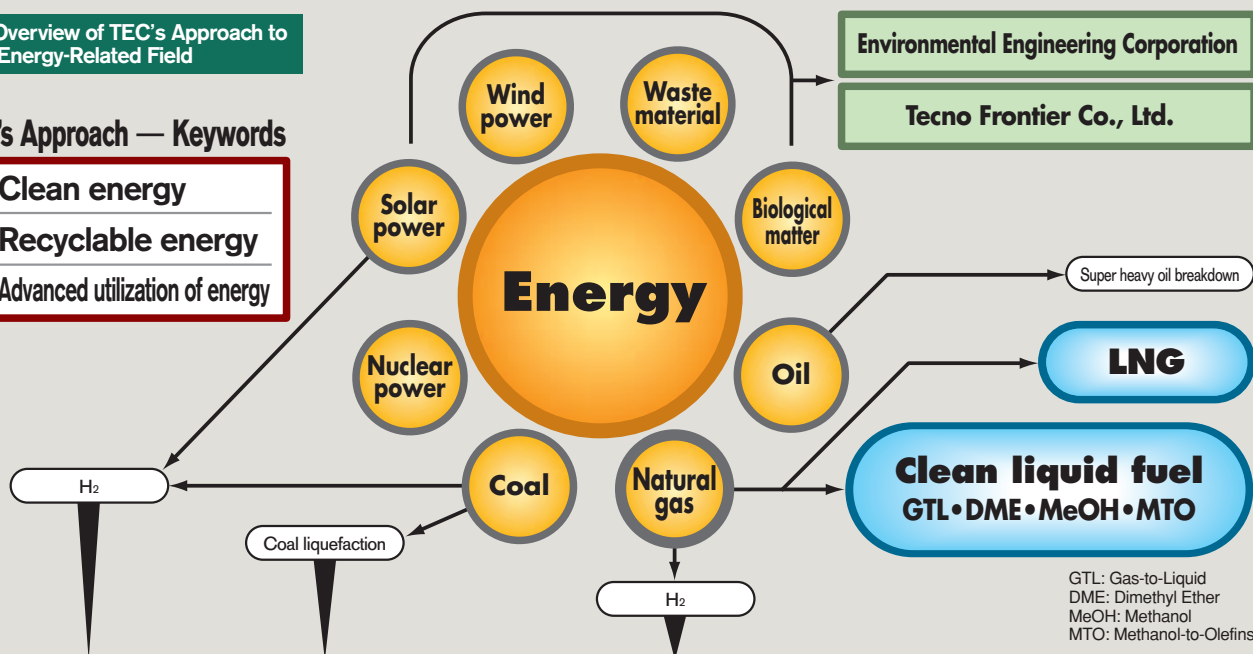 Overview of TEC's Approach to
Energy-Related Field
's Approach — Keywords
Clean energy
Recyclable energy
Advanced utilization of energy
Wind
power
Waste
material
Solar
power
Biological
matter
Energy
Nuclear
power
Oil
Coal
Natural
gas
Environmental Engineering Corporation
Tecno Frontier Co., Ltd.
Super heavy oil breakdown
LNG
Clean liquid fuel
GTL•DME•MeOH•MTO
H2
Coal liquefaction
H2
GTL: Gas-to-Liquid
DME: Dimethyl Ether
MeOH: Methanol
MTO: Methanol-to-Olefins